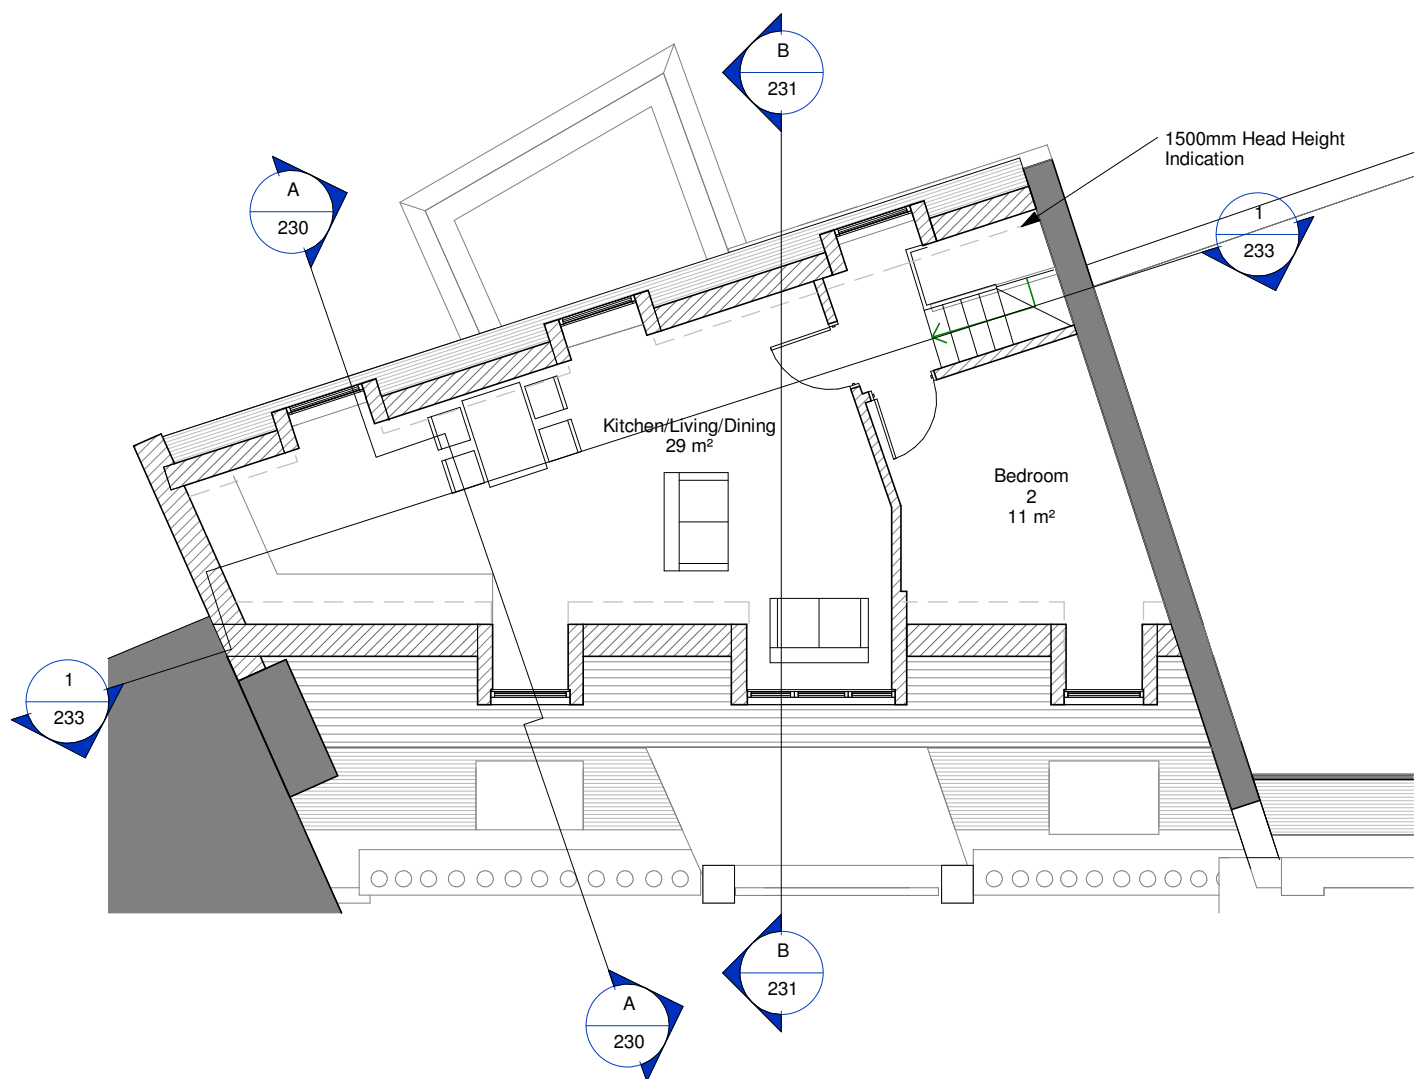 B
231
1500mm Head Height
Indication
A
230
1
233
Kitchen/Living/Dining
29 m²
Bedroom
2
11 m²
1
233
B
231
A
230